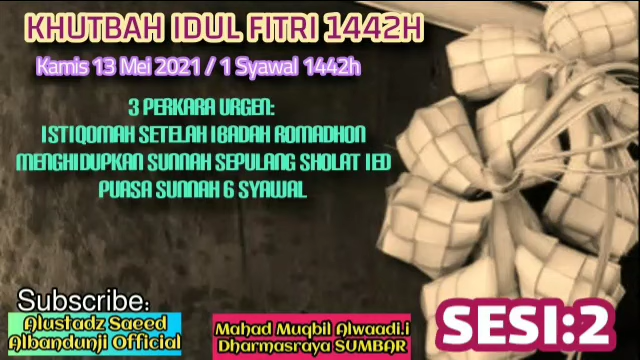 KHUTBAH IDUL FITRI 1442H
Kamis 13 Mei 2021 / 1 Syawal 1442h
3 PERKARA URGEN:
ISTIQOMAH SETELAH IBADAH ROMADHON
MENGHIDUPKAN SUNNAH SEPULANG SHOLAT IED
PUASA SUNNAH 6 SYAWAL
Subscribe:
Alustadz Saeed
Albandunji Official
Mahad Muqbil Alwaadi.i
Dharmasraya SUMBAR
SESI:2